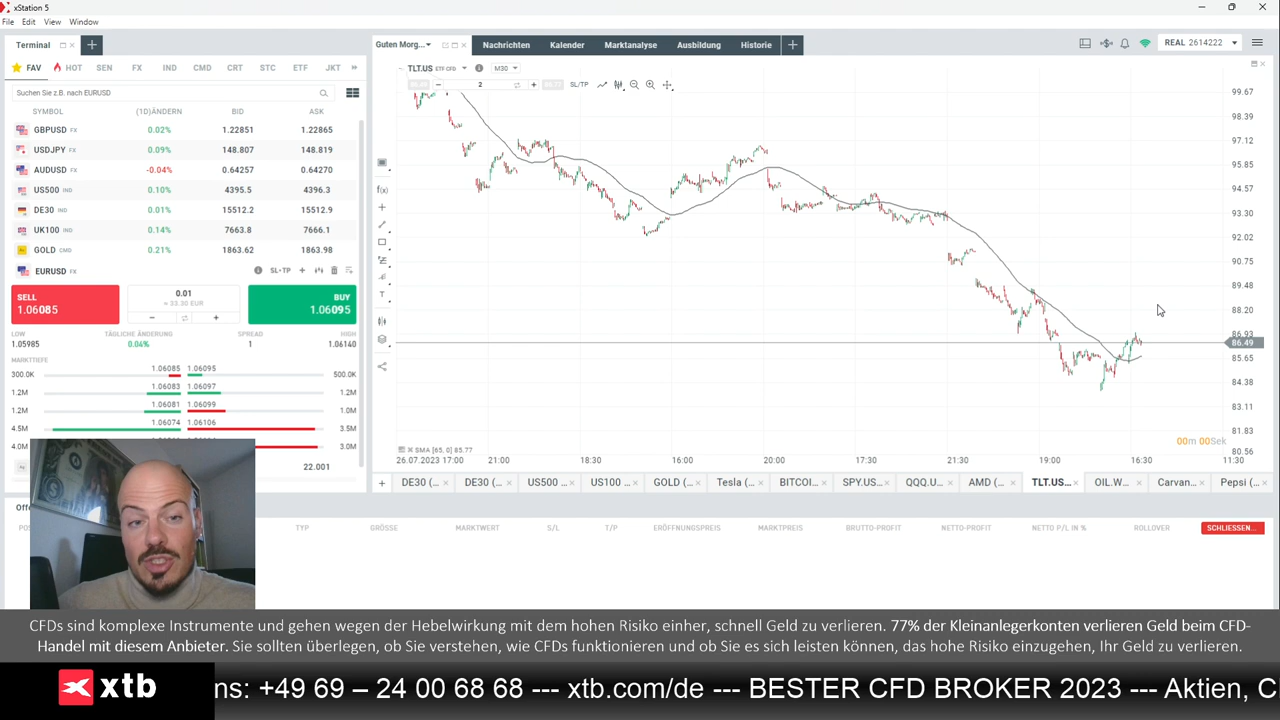 xStation 5
File Edit View Window
Terminal
Guten Morg... Nachrichten Kalender Marktanalyse Ausbildung Historie
REAL 2614222
FAV HOT SEN FX IND CMD CRT STC ETF JKT
Suchen Sie z.B. nach EURUSD
SYMBOL (1D)ÄNDERN BID ASK
GBPUSD FX 0.02% 1.22851 1.22865
USDJPY FX 0.09% 148.807 148.819
AUDUSD FX -0.04% 0.64257 0.64270
US500 IND 0.10% 4395.5 4396.3
DE30 IND 0.01% 15512.2 15512.9
UK100 IND 0.14% 7663.8 7666.1
GOLD CMD 0.21% 1863.62 1863.98
EURUSD FX SL+TP
SELL
1.06085
0.01
≈ 33.30 EUR
BUY
1.06095
LOW TÄGLICHE ÄNDERUNG SPREAD HIGH
1.05985 0.04% 1 1.06140
MARKTTIEFE
300.0K 1.06085 1.06095 500.0K
1.2M 1.06083 1.06097 1.2M
1.2M 1.06081 1.06099 1.0M
4.5M 1.06074 1.06106 3.5M
4.0M 3.0M
22.001
TLT.US ETF CFD M30
2 SL/TP
99.67
98.39
97.12
95.85
94.57
93.30
92.02
90.75
89.48
88.20
86.93
86.49
85.65
84.38
83.11
81.83
80.56
00m 00Sek
SMA [65, 0] 85.77
26.07.2023 17:00 21:00 18:30 16:00 20:00 17:30 21:30 19:00 16:30 11:30
DE30 (... DE30 (... US500 ... US100 ... GOLD (... Tesla (... BITCOI... SPY.US... QQQ.U... AMD (... TLT.US... OIL.W... Carvan... Pepsi (...
TYP GRÖSSE MARKTWERT S/L T/P ERÖFFNUNGSPREIS MARKTPREIS BRUTTO-PROFIT NETTO-PROFIT NETTO P/L IN % ROLLOVER SCHLIESSEN...
CFDs sind komplexe Instrumente und gehen wegen der Hebelwirkung mit dem hohen Risiko einher, schnell Geld zu verlieren. 77% der Kleinanlegerkonten verlieren Geld beim CFD-
Handel mit diesem Anbieter. Sie sollten überlegen, ob Sie verstehen, wie CFDs funktionieren und ob Sie es sich leisten können, das hohe Risiko einzugehen, Ihr Geld zu verlieren.
xtb
ns: +49 69 – 24 00 68 68 --- xtb.com/de --- BESTER CFD BROKER 2023 --- Aktien, C